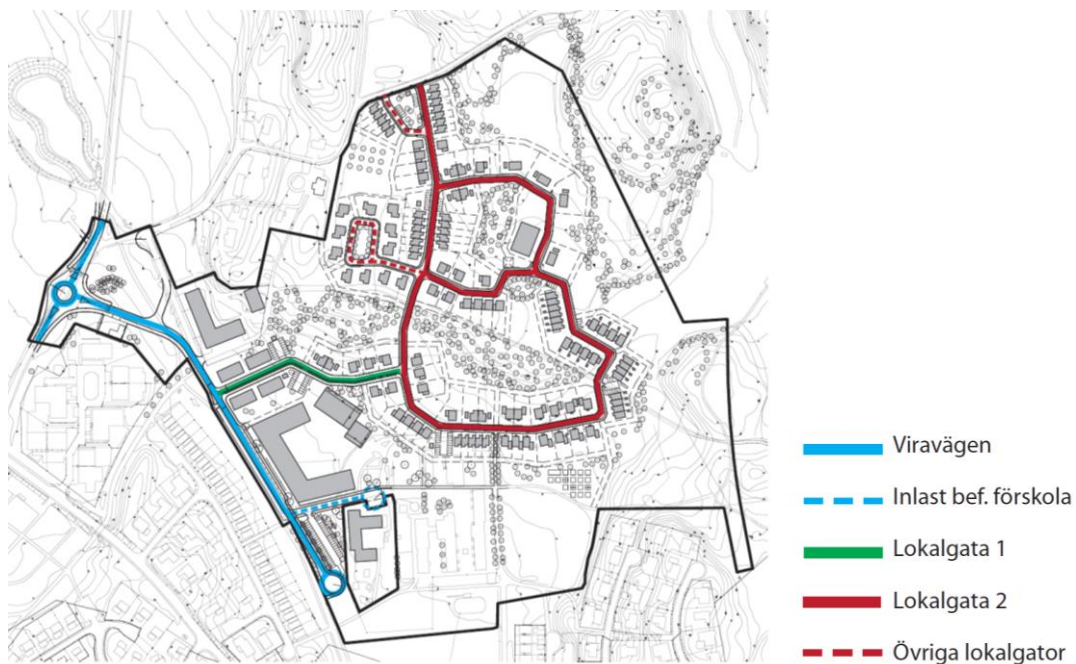 Viravägen
Inlast bef. förskola
Lokalgata 1
Lokalgata 2
Övriga lokalgator